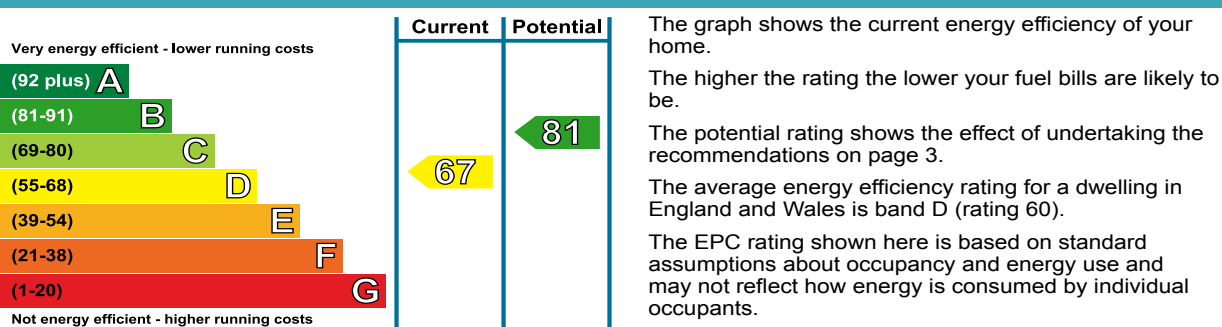 Very energy efficient - lower running costs
(92 plus) A
(81-91) B
(69-80) C
(55-68) D
(39-54) E
(21-38) F
(1-20) G
Not energy efficient - higher running costs
Current
67
Potential
81
The graph shows the current energy efficiency of your
home.
The higher the rating the lower your fuel bills are likely to
be.
The potential rating shows the effect of undertaking the
recommendations on page 3.
The average energy efficiency rating for a dwelling in
England and Wales is band D (rating 60).
The EPC rating shown here is based on standard
assumptions about occupancy and energy use and
may not reflect how energy is consumed by individual
occupants.